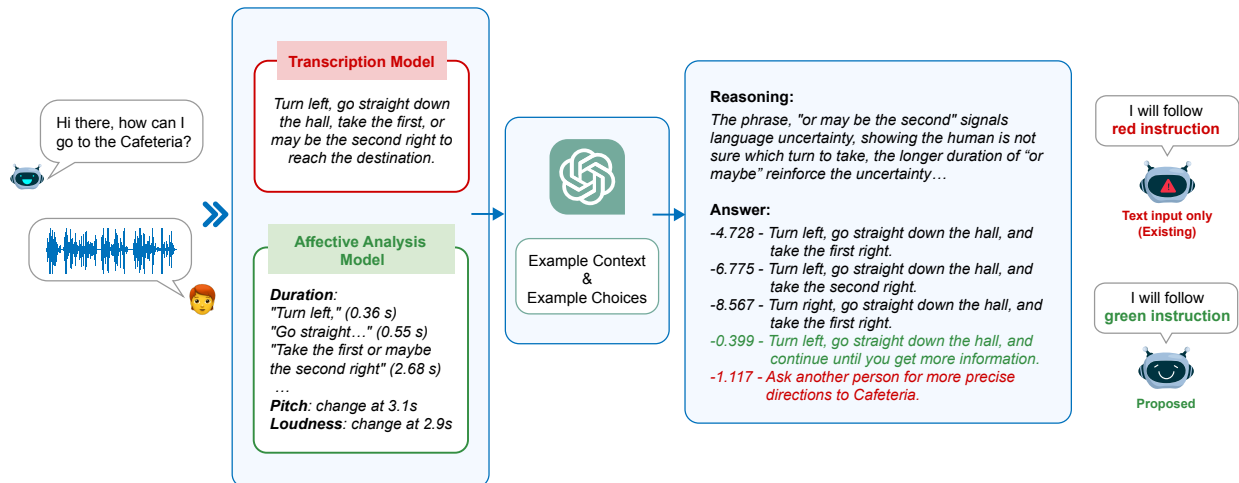 Hi there, how can I
go to the Cafeteria?
Transcription Model
Turn left, go straight down
the hall, take the first, or
may be the second right to
reach the destination.
Affective Analysis
Model
Duration:
"Turn left," (0.36 s)
"Go straight…" (0.55 s)
"Take the first or maybe
the second right" (2.68 s)
…
Pitch: change at 3.1s
Loudness: change at 2.9s
Example Context
&
Example Choices
Reasoning:
The phrase, "or may be the second" signals
language uncertainty, showing the human is not
sure which turn to take, the longer duration of “or
maybe” reinforce the uncertainty…
Answer:
-4.728 - Turn left, go straight down the hall, and
take the first right.
-6.775 - Turn left, go straight down the hall, and
take the second right.
-8.567 - Turn right, go straight down the hall, and
take the first right.
-0.399 - Turn left, go straight down the hall, and
continue until you get more information.
-1.117 - Ask another person for more precise
directions to Cafeteria.
I will follow
red instruction
Text input only
(Existing)
I will follow
green instruction
Proposed